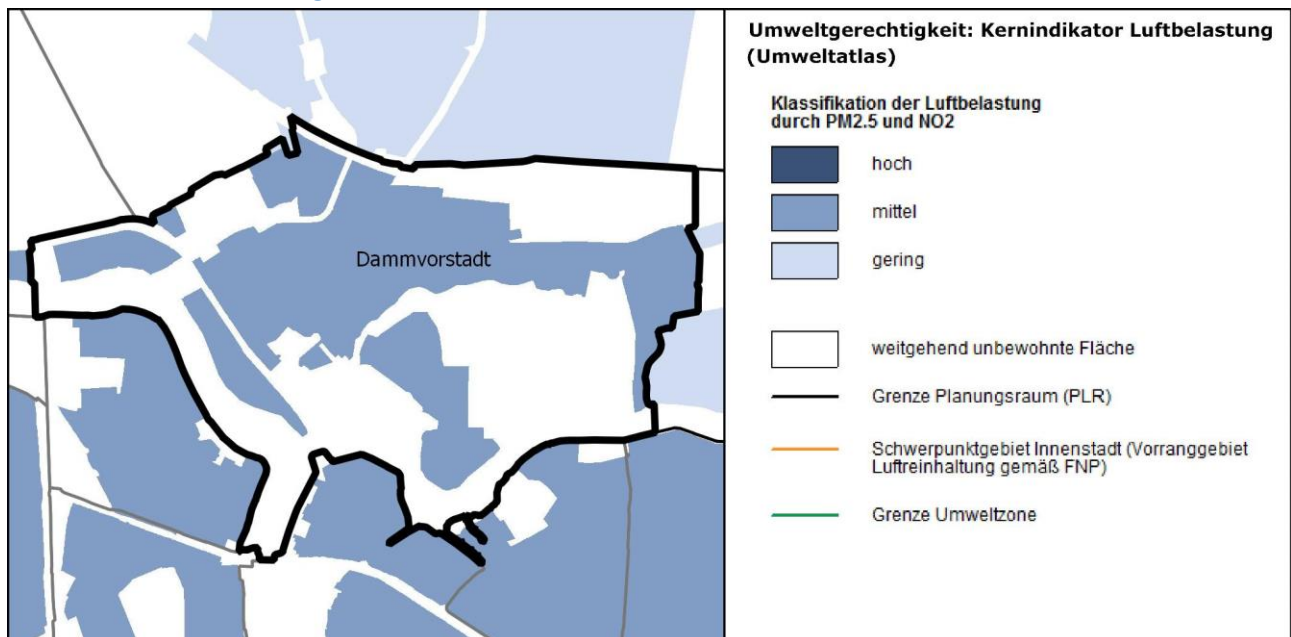 Dammvorstadt
Umweltgerechtigkeit: Kernindikator Luftbelastung
(Umweltatlas)
Klassifikation der Luftbelastung
durch PM2.5 und NO2
hoch
mittel
gering
weitgehend unbewohnte Fläche
Grenze Planungsraum (PLR)
Schwerpunktgebiet Innenstadt (Vorranggebiet
Luftreinhaltung gemäß FNP)
Grenze Umweltzone